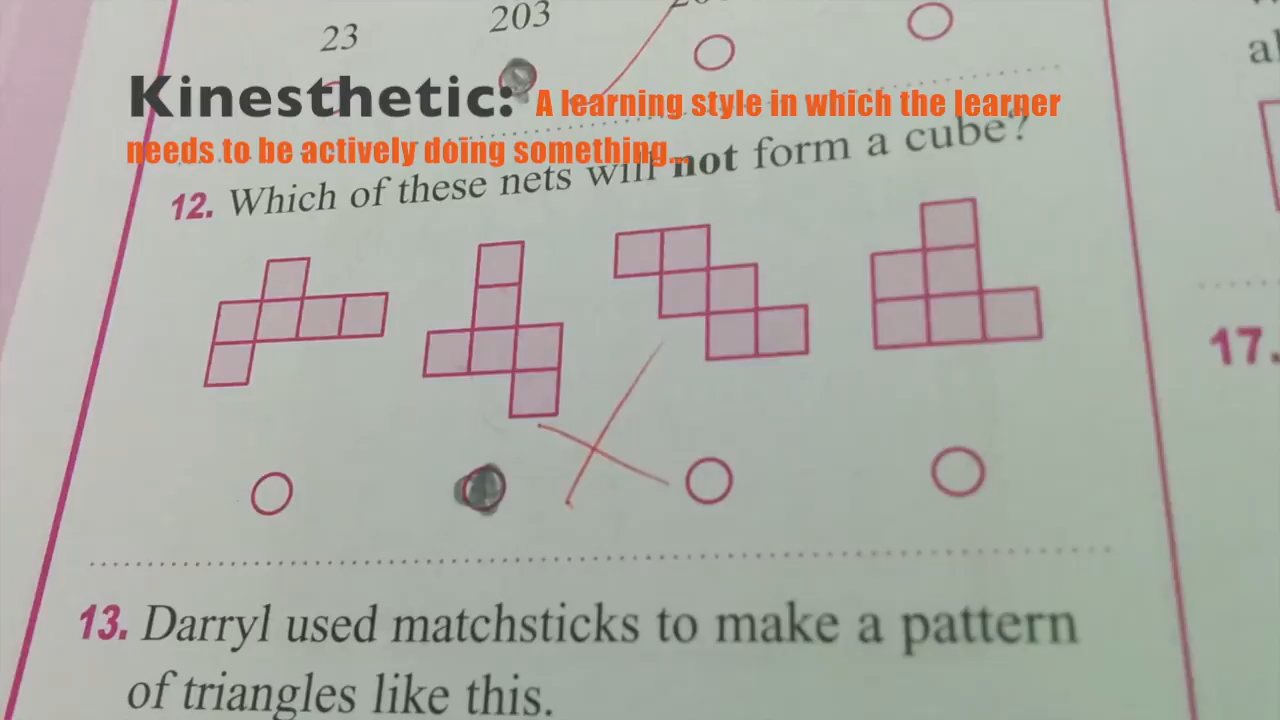 23
203
Kinesthetic: A learning style in which the learner
needs to be actively doing something...
12. Which of these nets will not form a cube?
17.
13. Darryl used matchsticks to make a pattern
of triangles like this.